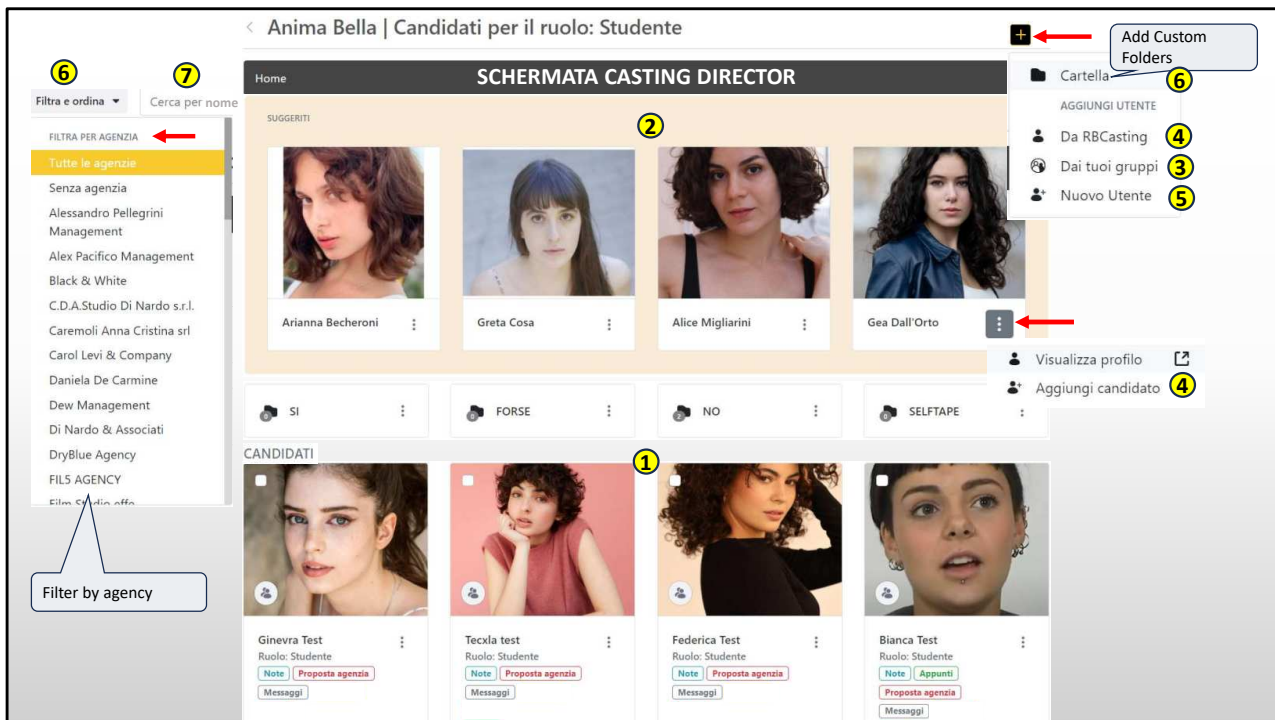 Anima Bella | Candidati per il ruolo: Studente
Add Custom
Folders
6
7
Filtra e ordina
Cerca per nome
FILTRA PER AGENZIA
Tutte le agenzie
Senza agenzia
Alessandro Pellegrini
Management
Alex Pacifico Management
Black & White
C.D.A.Studio Di Nardo s.r.l.
Caremoli Anna Cristina srl
Carol Levi & Company
Daniela De Carmine
Dew Management
Di Nardo & Associati
DryBlue Agency
FIL5 AGENCY
Film Studio
Filter by agency
Home
SCHERMATA CASTING DIRECTOR
SUGGERITI
2
Arianna Becheroni
Greta Cosa
Alice Migliarini
Gea Dall'Orto
Cartella
6
AGGIUNGI UTENTE
Da RBCasting
4
Dai tuoi gruppi
3
Nuovo Utente
5
Visualizza profilo
Aggiungi candidato
4
0 SI
0 FORSE
2 NO
0 SELFTAPE
CANDIDATI
1
Ginevra Test
Ruolo: Studente
Note Proposta agenzia
Messaggi
Tecxla test
Ruolo: Studente
Note Proposta agenzia
Messaggi
Federica Test
Ruolo: Studente
Note Proposta agenzia
Messaggi
Bianca Test
Ruolo: Studente
Note Appunti
Proposta agenzia
Messaggi